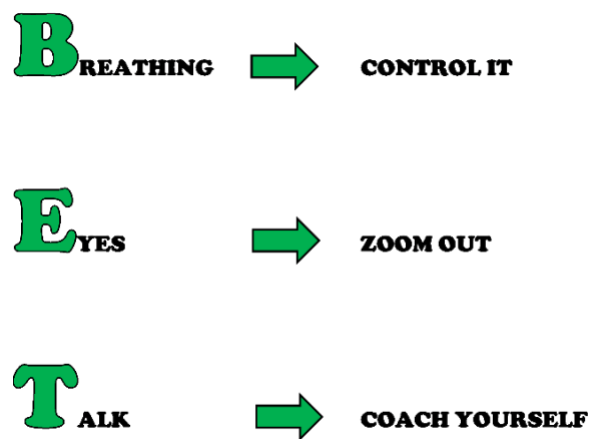 BREATHING CONTROL IT
EYES ZOOM OUT
TALK COACH YOURSELF